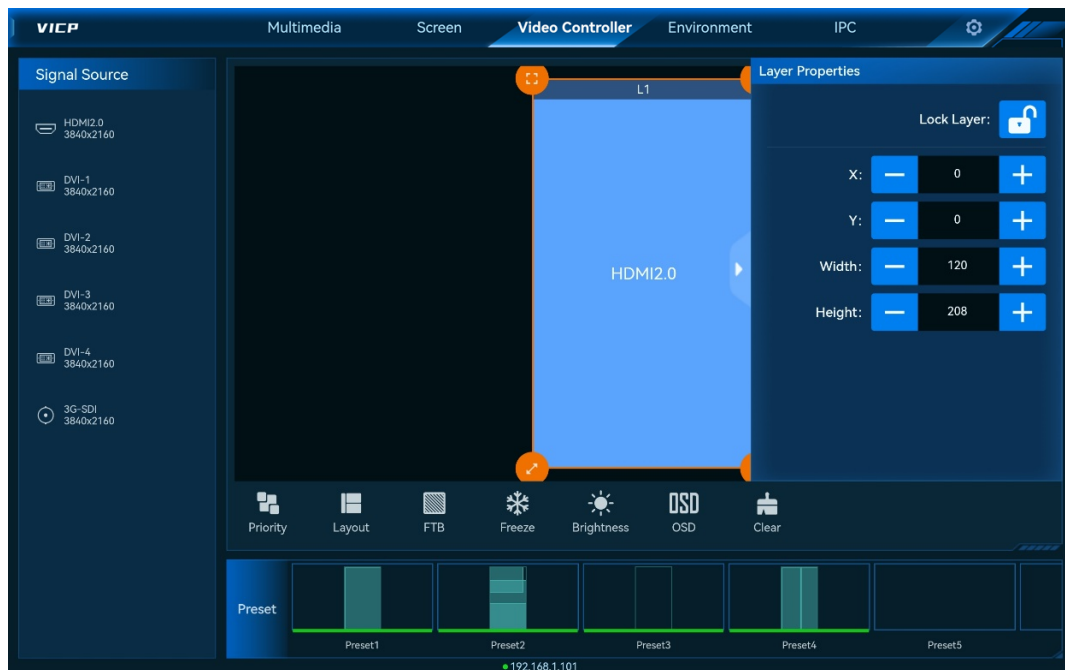 VICP
Multimedia
Screen
Video Controller
Environment
IPC
Signal Source
HDMI2.0
3840x2160
DVI-1
3840x2160
DVI-2
3840x2160
DVI-3
3840x2160
DVI-4
3840x2160
3G-SDI
3840x2160
L1
HDMI2.0
Layer Properties
Lock Layer:
X:
0
Y:
0
Width:
120
Height:
208
Priority
Layout
FTB
Freeze
Brightness
OSD
OSD
Clear
Preset
Preset1
Preset2
Preset3
Preset4
Preset5
192.168.1.101